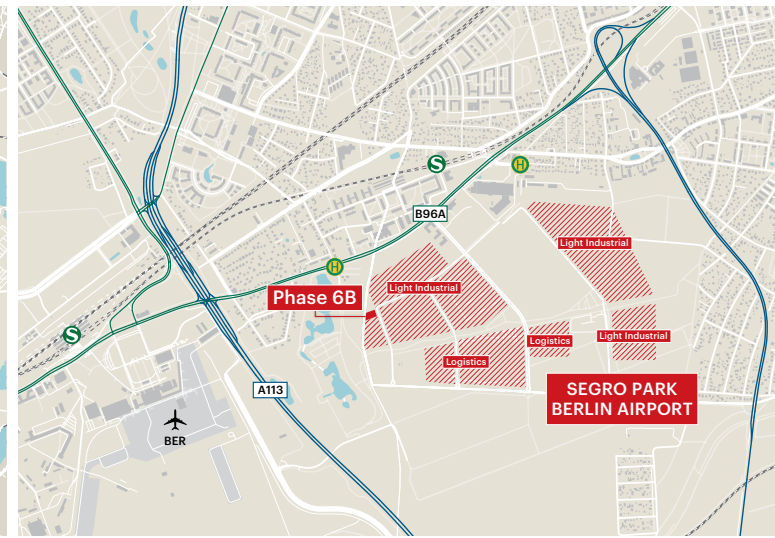 S
H
B96A
Light Industrial
H
Light Industrial
Phase 6B
Light Industrial
S
Logistics
Logistics
A113
SEGRO PARK
BERLIN AIRPORT
BER